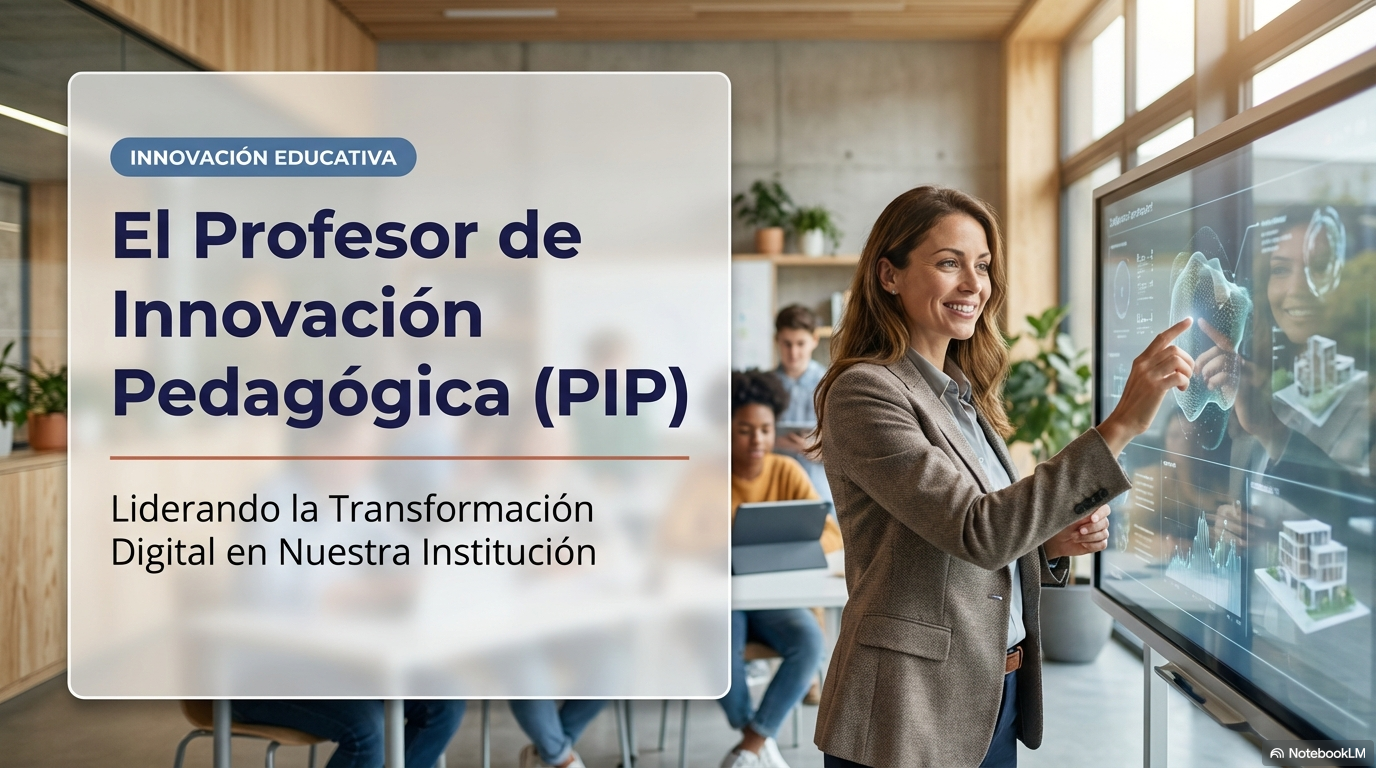 INNOVACIÓN EDUCATIVA
El Profesor de
Innovación
Pedagógica (PIP)
Liderando la Transformación
Digital en Nuestra Institución
NotebookLM